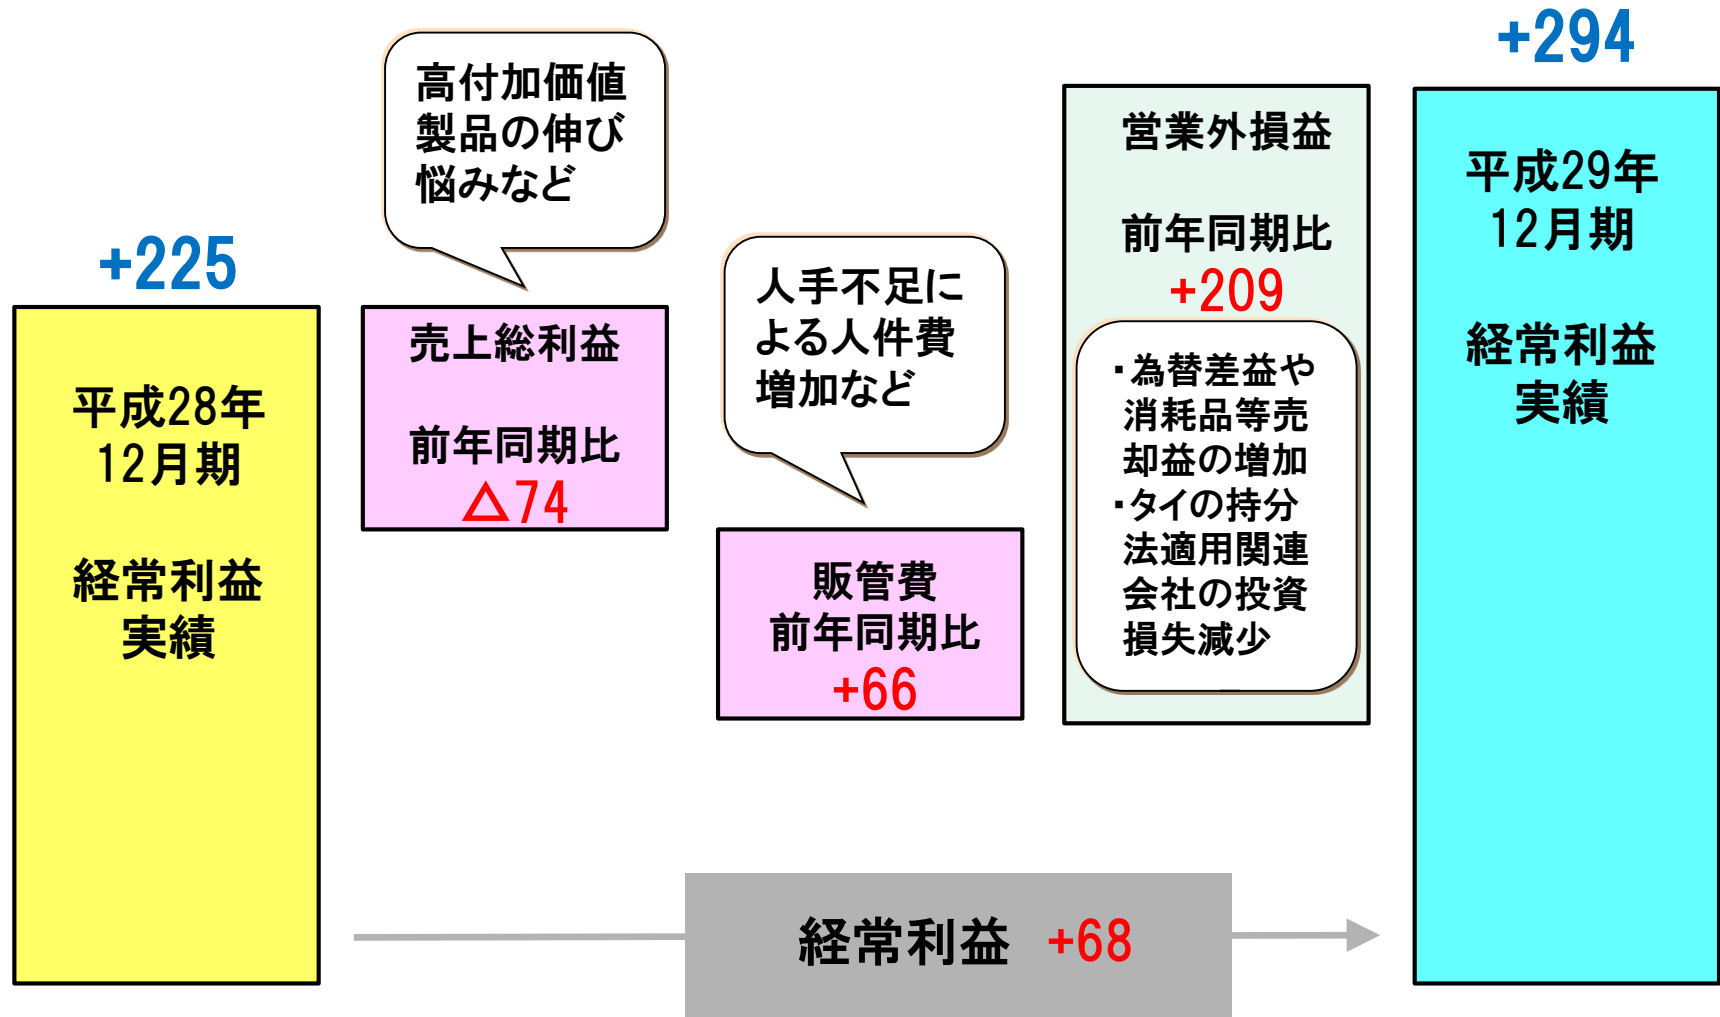 +225
平成28年
12月期
経常利益
実績
高付加価値
製品の伸び
悩みなど
売上総利益
前年同期比
△74
人手不足に
よる人件費
増加など
販管費
前年同期比
+66
営業外損益
前年同期比
+209
・為替差益や
消耗品等売
却益の増加
・タイの持分
法適用関連
会社の投資
損失減少
+294
平成29年
12月期
経常利益
実績
経常利益 +68